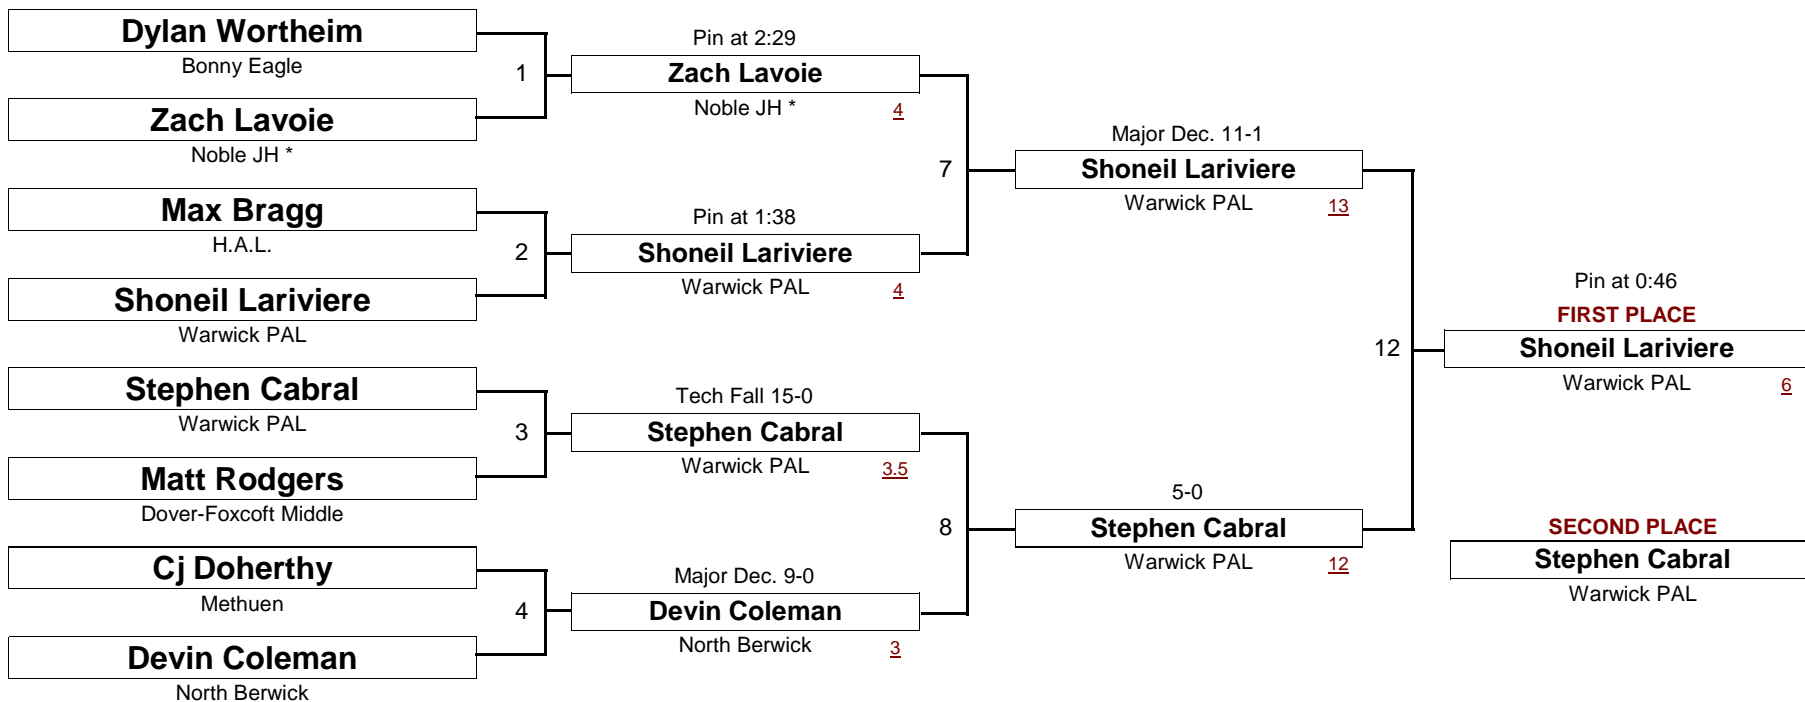 Dylan Wortheim
Bonny Eagle
1
Zach Lavoie
Noble JH *
Max Bragg
H.A.L.
2
Shoneil Lariviere
Warwick PAL
Stephen Cabral
Warwick PAL
3
Matt Rodgers
Dover-Foxcoft Middle
Cj Doherthy
Methuen
4
Devin Coleman
North Berwick
Pin at 2:29
Zach Lavoie
Noble JH * 4
7
Pin at 1:38
Shoneil Lariviere
Warwick PAL 4
Tech Fall 15-0
Stephen Cabral
Warwick PAL 3.5
8
Major Dec. 9-0
Devin Coleman
North Berwick 3
Major Dec. 11-1
Shoneil Lariviere
Warwick PAL 13
12
5-0
Stephen Cabral
Warwick PAL 12
Pin at 0:46
FIRST PLACE
Shoneil Lariviere
Warwick PAL 6
SECOND PLACE
Stephen Cabral
Warwick PAL